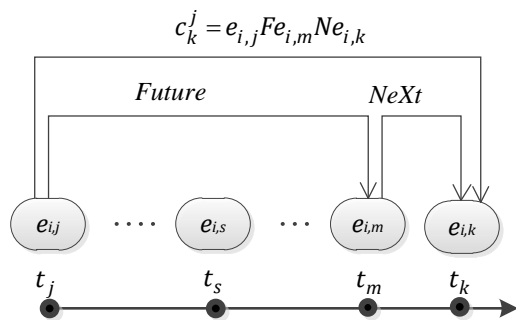 c_k^j = e_{i,j}Fe_{i,m}Ne_{i,k}
Future NeXt
e_{i,j} ···· e_{i,s} ··· e_{i,m} e_{i,k}
t_j t_s t_m t_k